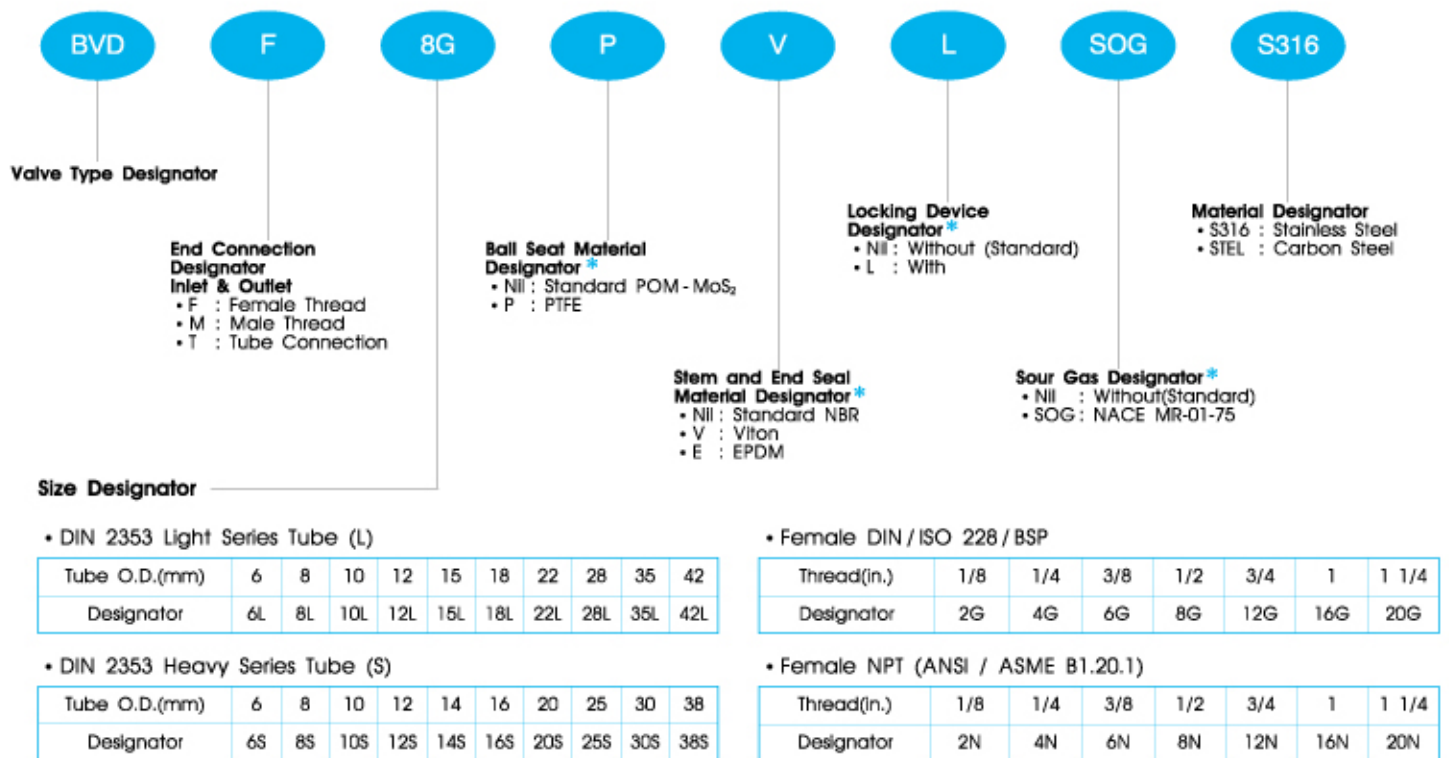 BVD F 8G P V L SOG S316
Valve Type Designator
End Connection
Designator
Inlet & Outlet
• F : Female Thread
• M : Male Thread
• T : Tube Connection
Ball Seat Material
Designator *
• Nil : Standard POM - MoS₂
• P : PTFE
Stem and End Seal
Material Designator *
• Nil : Standard NBR
• V : Viton
• E : EPDM
Locking Device
Designator *
• Nil : Without (Standard)
• L : With
Sour Gas Designator *
• Nil : Without(Standard)
• SOG : NACE MR-01-75
Material Designator
• S316 : Stainless Steel
• STEL : Carbon Steel
Size Designator
• DIN 2353 Light Series Tube (L)
Tube O.D.(mm) 6 8 10 12 15 18 22 28 35 42
Designator 6L 8L 10L 12L 15L 18L 22L 28L 35L 42L
• DIN 2353 Heavy Series Tube (S)
Tube O.D.(mm) 6 8 10 12 14 16 20 25 30 38
Designator 6S 8S 10S 12S 14S 16S 20S 25S 30S 38S
• Female DIN / ISO 228 / BSP
Thread(in.) 1/8 1/4 3/8 1/2 3/4 1 1 1/4
Designator 2G 4G 6G 8G 12G 16G 20G
• Female NPT (ANSI / ASME B1.20.1)
Thread(in.) 1/8 1/4 3/8 1/2 3/4 1 1 1/4
Designator 2N 4N 6N 8N 12N 16N 20N